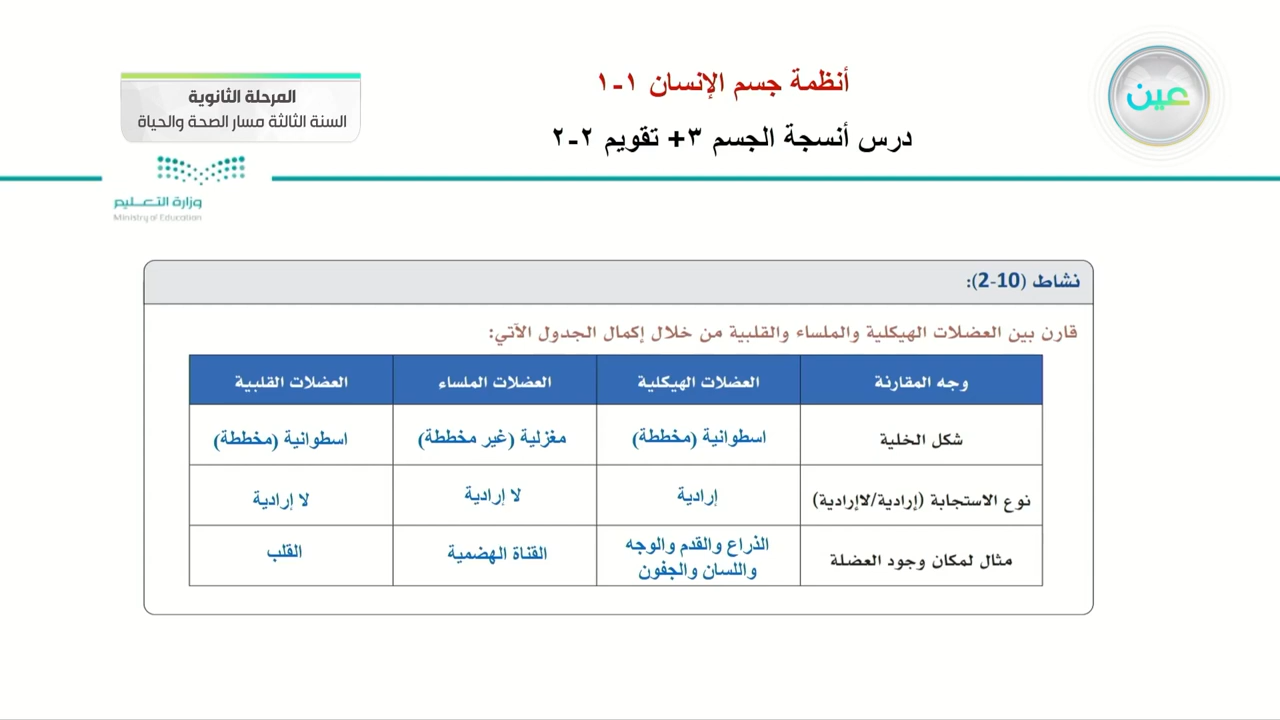 أنظمة جسم الإنسان ١-١
درس أنسجة الجسم ٣+ تقويم ٢-٢
عين
المرحلة الثانوية
السنة الثالثة مسار الصحة والحياة
وزارة التعليم
Ministry of Education
نشاط (10-2):
قارن بين العضلات الهيكلية والملساء والقلبية من خلال إكمال الجدول الآتي:
وجه المقارنة العضلات الهيكلية العضلات الملساء العضلات القلبية
شكل الخلية اسطوانية (مخططة) مغزلية (غير مخططة) اسطوانية (مخططة)
نوع الاستجابة (إرادية/لاإرادية) إرادية لا إرادية لا إرادية
مثال لمكان وجود العضلة الذراع والقدم والوجه القناة الهضمية القلب
واللسان والجفون